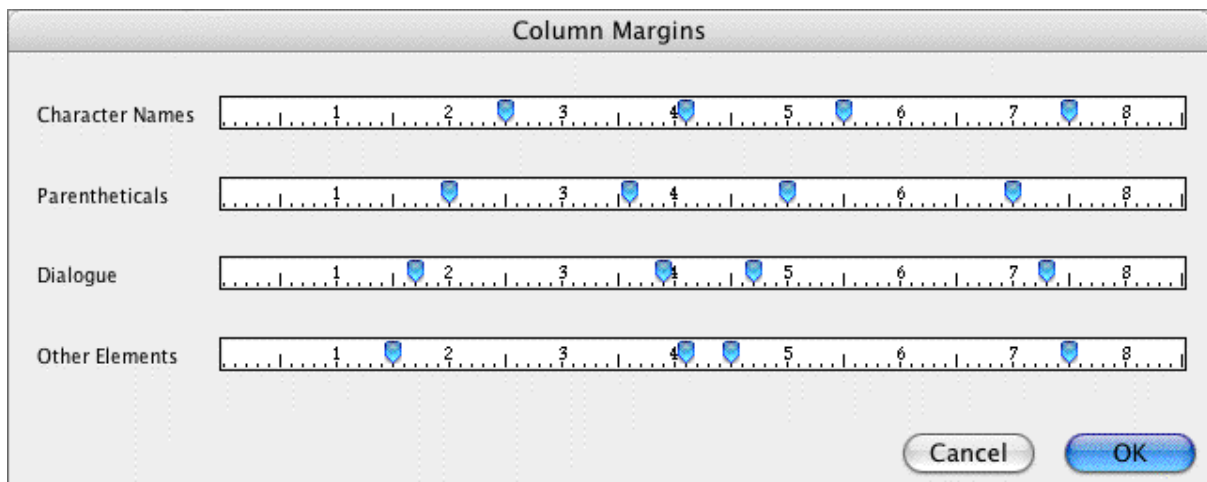 Column Margins
Character Names 1 2 3 4 5 6 7 8
Parentheticals 1 3 4 6 8
Dialogue 1 2 3 4 5 6 7 8
Other Elements 1 2 3 4 5 6 7 8
Cancel OK